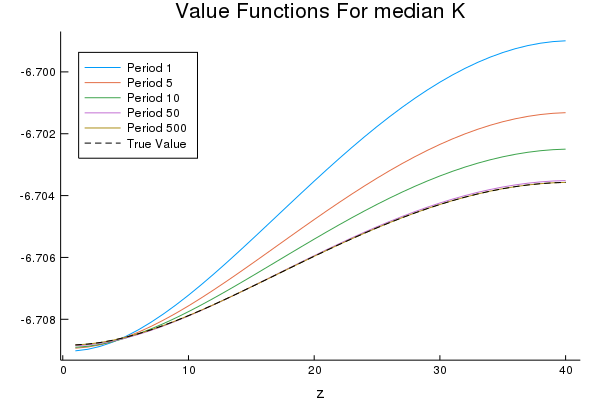 Value Functions For median K
-6.700
-6.702
-6.704
-6.706
-6.708
Period 1
Period 5
Period 10
Period 50
Period 500
True Value
0 10 20 30 40
z